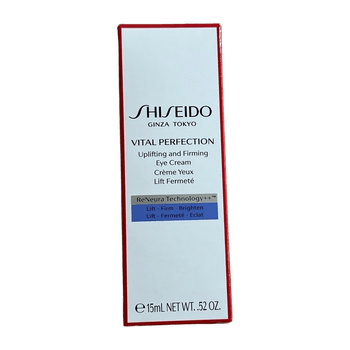 SHISEIDO
GINZA TOKYO
VITAL PERFECTION
Uplifting and Firming
Eye Cream
Crème Yeux
Lift Fermeté
ReNeura Technology++™
Lift - Firm - Brighten
Lift - Fermeté - Éclat
℮15mL NET WT. .52 OZ.